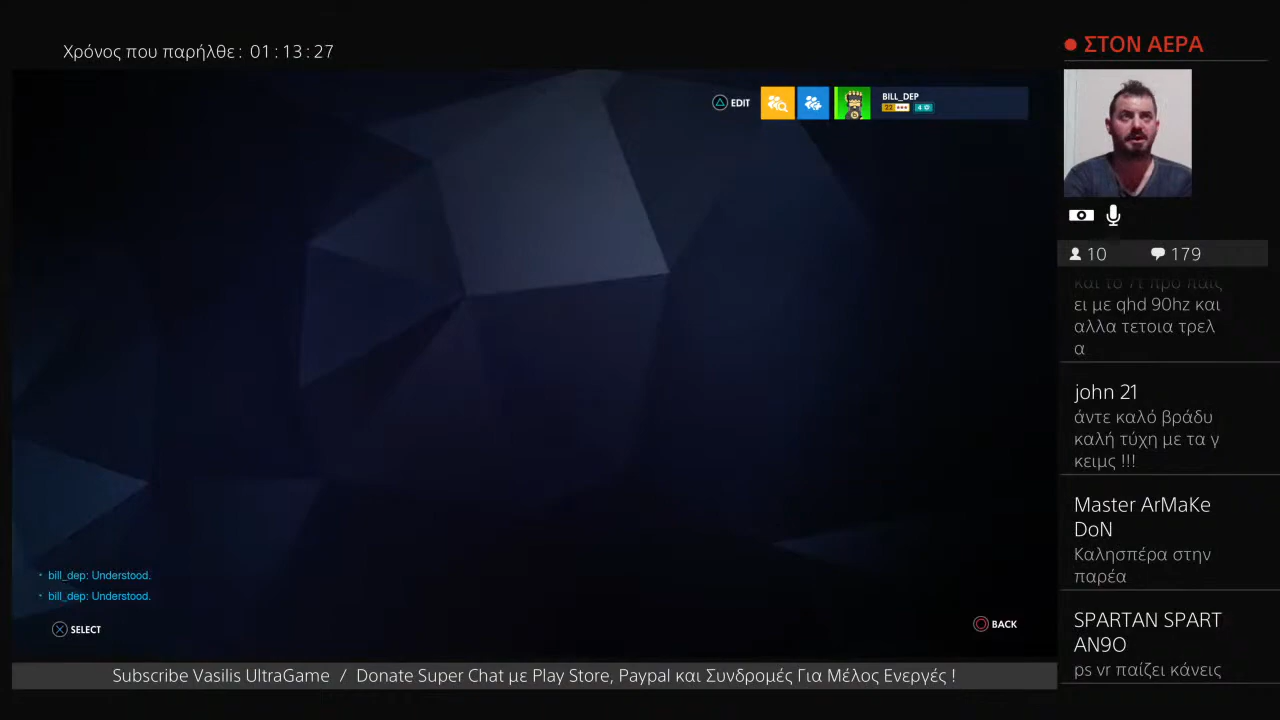 Χρόνος που παρήλθε: 01:13:27
ΣΤΟΝ ΑΕΡΑ
EDIT
BILL_DEP
22
4
10 179
ει με qhd 90hz και
αλλα τετοια τρελ
α
john 21
άντε καλό βράδυ
καλή τύχη με τα γ
κειμς !!!
Master ArMaKe
DoN
Καλησπέρα στην
παρέα
SPARTAN SPART
AN9O
ps vr παίζει κάνεις
bill_dep: Understood.
bill_dep: Understood.
SELECT
BACK
Subscribe Vasilis UltraGame / Donate Super Chat με Play Store, Paypal και Συνδρομές Για Μέλος Ενεργές !